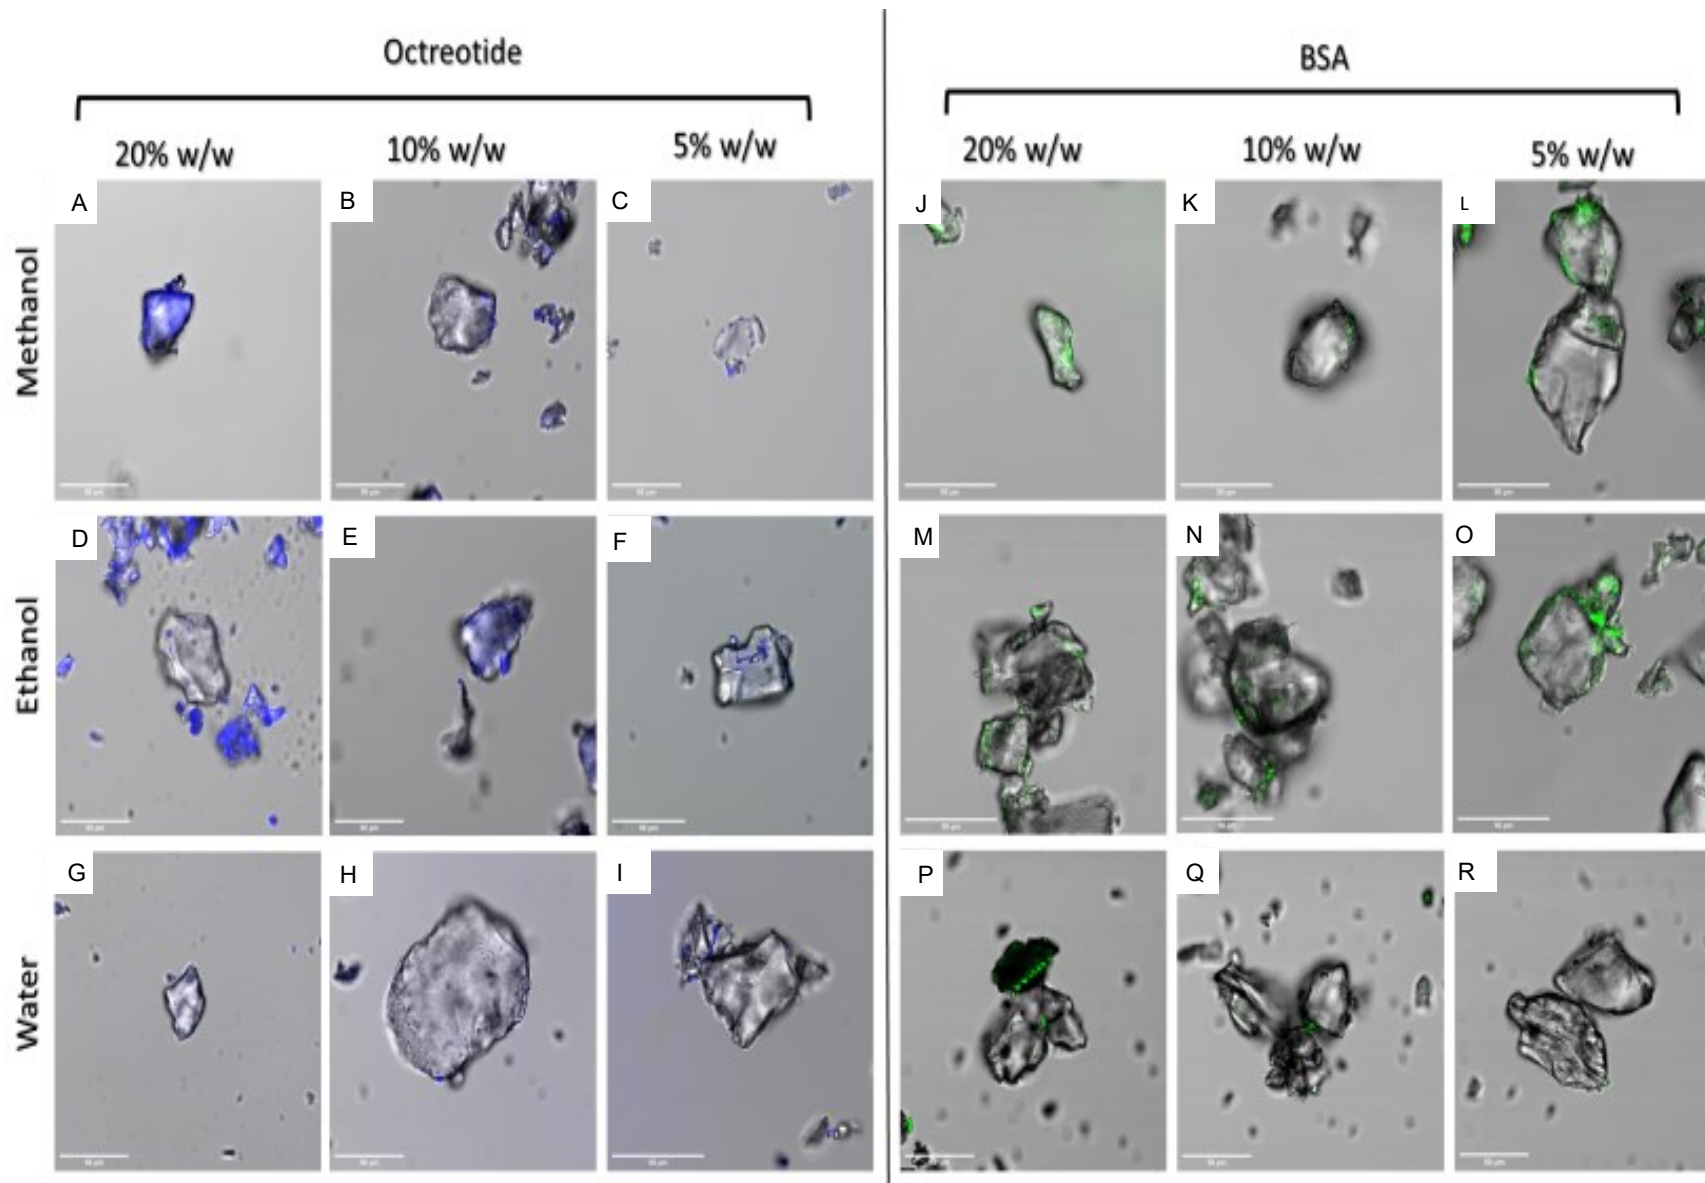 Octreotide
BSA
20% w/w
10% w/w
5% w/w
20% w/w
10% w/w
5% w/w
Methanol
A
B
C
J
K
L
Ethanol
D
E
F
M
N
O
Water
G
H
I
P
Q
R